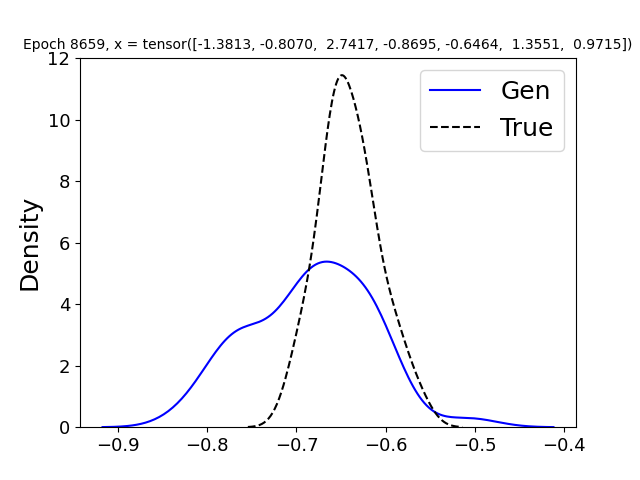 Epoch 8659, x = tensor([-1.3813, -0.8070,  2.7417, -0.8695, -0.6464,  1.3551,  0.9715])
12
10
8
6
4
2
0
Density
Gen
True
−0.9 −0.8 −0.7 −0.6 −0.5 −0.4